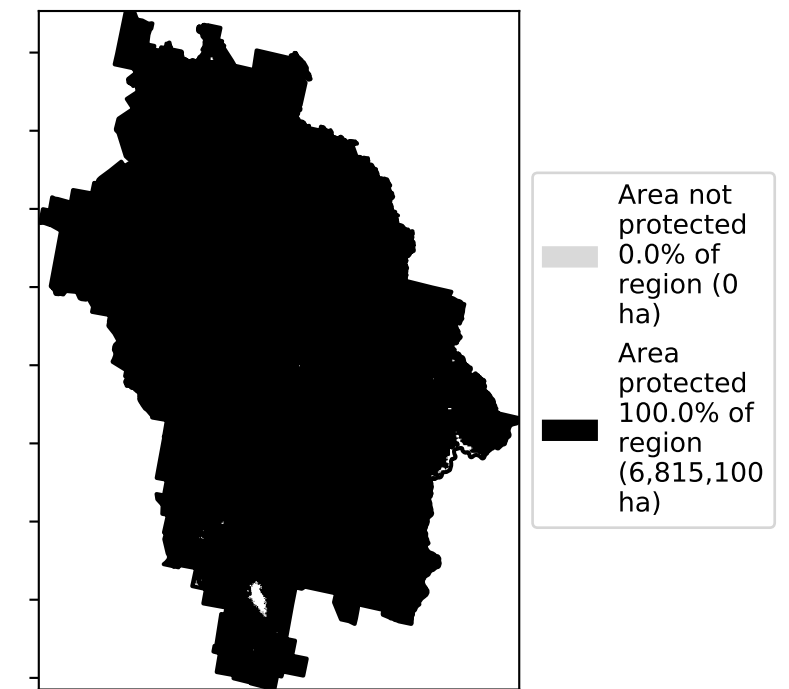 Area not
protected
0.0% of
region (0
ha)
Area
protected
100.0% of
region
(6,815,100
ha)